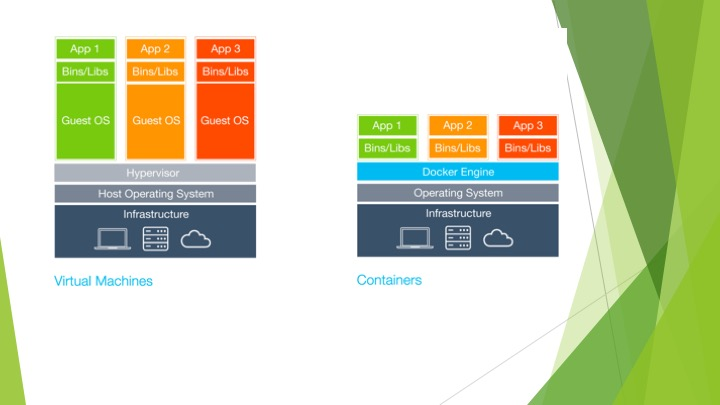 App 1 App 2 App 3
Bins/Libs Bins/Libs Bins/Libs
Guest OS Guest OS Guest OS
Hypervisor
Host Operating System
Infrastructure
Virtual Machines
App 1 App 2 App 3
Bins/Libs Bins/Libs Bins/Libs
Docker Engine
Operating System
Infrastructure
Containers